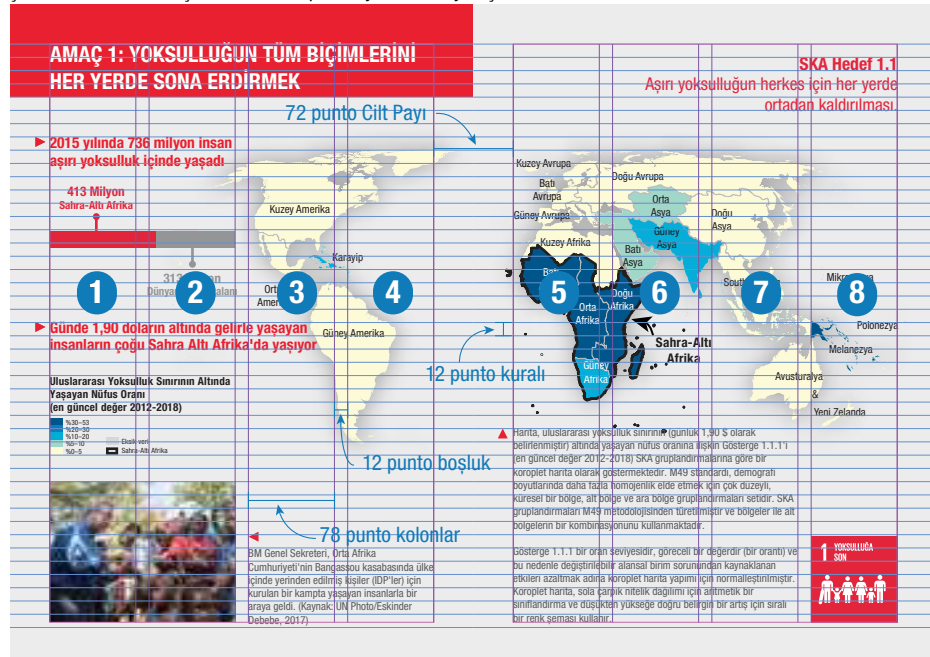 AMAÇ 1: YOKSULLUĞUN TÜM BİÇİMLERİNİ
HER YERDE SONA ERDİRMEK
SKA Hedef 1.1
Aşırı yoksulluğun herkes için her yerde
ortadan kaldırılması.
72 punto Cilt Payı
▶ 2015 yılında 736 milyon insan
aşırı yoksulluk içinde yaşadı
413 Milyon
Sahra-Altı Afrika
Kuzey Amerika
Karayip
Güney Amerika
Kuzey Avrupa
Batı
Avrupa
Güney Avrupa
Doğu Avrupa
Orta
Asya
Doğu
Asya
Güney
Asya
Batı
Asya
Kuzey Afrika
Orta
Afrika
Doğu
Afrika
Güney
Afrika
Sahra-Altı
Afrika
Polonezya
Melanezya
Avusturalya
&
Yeni Zelanda
1
2
3
4
5
6
7
8
▶ Günde 1,90 doların altında gelirle yaşayan
insanların çoğu Sahra Altı Afrika'da yaşıyor
12 punto kuralı
Uluslararası Yoksulluk Sınırının Altında
Yaşayan Nüfus Oranı
(en güncel değer 2012-2018)
%30-53
%20-30
%10-20
%5-10
%0-5
Eksik veri
Sahra-Altı Afrika
12 punto boşluk
78 punto kolonlar
BM Genel Sekreteri, Orta Afrika
Cumhuriyeti'nin Bangassou kasabasında ülke
içinde yerinden edilmiş kişiler (IDP'ler) için
kurulan bir kampta yaşayan insanlarla bir
araya geldi. (Kaynak: UN Photo/Eskinder
Debebe, 2017)
Harita, uluslararası yoksulluk sınırının (günlük 1,90 $ olarak
belirlenmiştir) altında yaşayan nüfus oranına ilişkin Gösterge 1.1.1'i
(en güncel değer 2012-2018) SKA gruplandırmalarına göre bir
koroplet harita olarak göstermektedir. M49 standardı, demografi
boyutlarında daha fazla homojenlik elde etmek için çok düzeyli,
küresel bir bölge, alt bölge ve ara bölge gruplandırmaları setidir. SKA
gruplandırmaları M49 metodolojisinden türetilmiştir ve bölgeler ile alt
bölgelerin bir kombinasyonunu kullanmaktadır.
Gösterge 1.1.1 bir oran seviyesidir, göreceli bir değerdir (bir orantı) ve
bu nedenle değiştirilebilir alansal birim sorunundan kaynaklanan
etkileri azaltmak adına koroplet harita yapımı için normalleştirilmiştir.
Koroplet harita, sola çarpık nitelik dağılımı için aritmetik bir
sınıflandırma ve düşükten yükseğe doğru belirgin bir artış için sıralı
bir renk şeması kullanır.
1 YOKSULLUĞA
SON